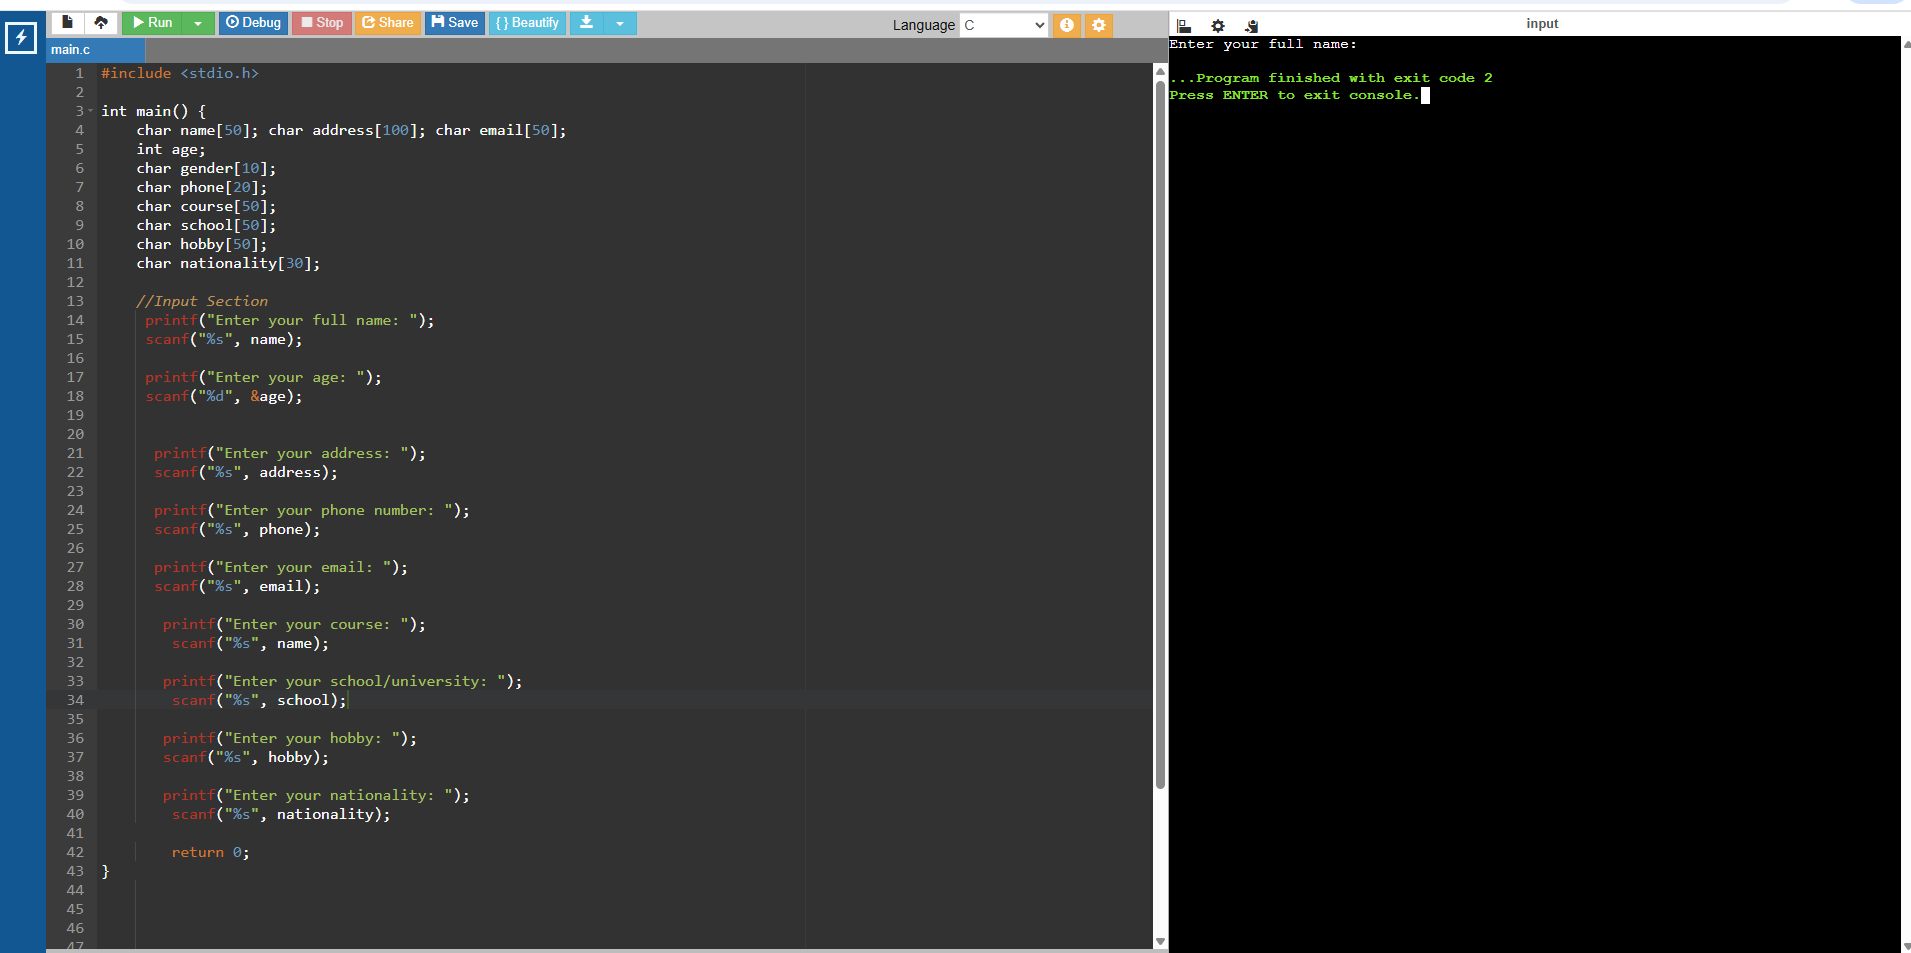 Run Debug Stop Share Save { } Beautify
Language C
input
main.c
1 #include <stdio.h>
2
3 int main() {
4 char name[50]; char address[100]; char email[50];
5 int age;
6 char gender[10];
7 char phone[20];
8 char course[50];
9 char school[50];
10 char hobby[50];
11 char nationality[30];
12
13 //Input Section
14 printf("Enter your full name: ");
15 scanf("%s", name);
16
17 printf("Enter your age: ");
18 scanf("%d", &age);
19
20
21 printf("Enter your address: ");
22 scanf("%s", address);
23
24 printf("Enter your phone number: ");
25 scanf("%s", phone);
26
27 printf("Enter your email: ");
28 scanf("%s", email);
29
30 printf("Enter your course: ");
31 scanf("%s", name);
32
33 printf("Enter your school/university: ");
34 scanf("%s", school);
35
36 printf("Enter your hobby: ");
37 scanf("%s", hobby);
38
39 printf("Enter your nationality: ");
40 scanf("%s", nationality);
41
42 return 0;
43 }
44
45
46
47
Enter your full name:
...Program finished with exit code 2
Press ENTER to exit console.